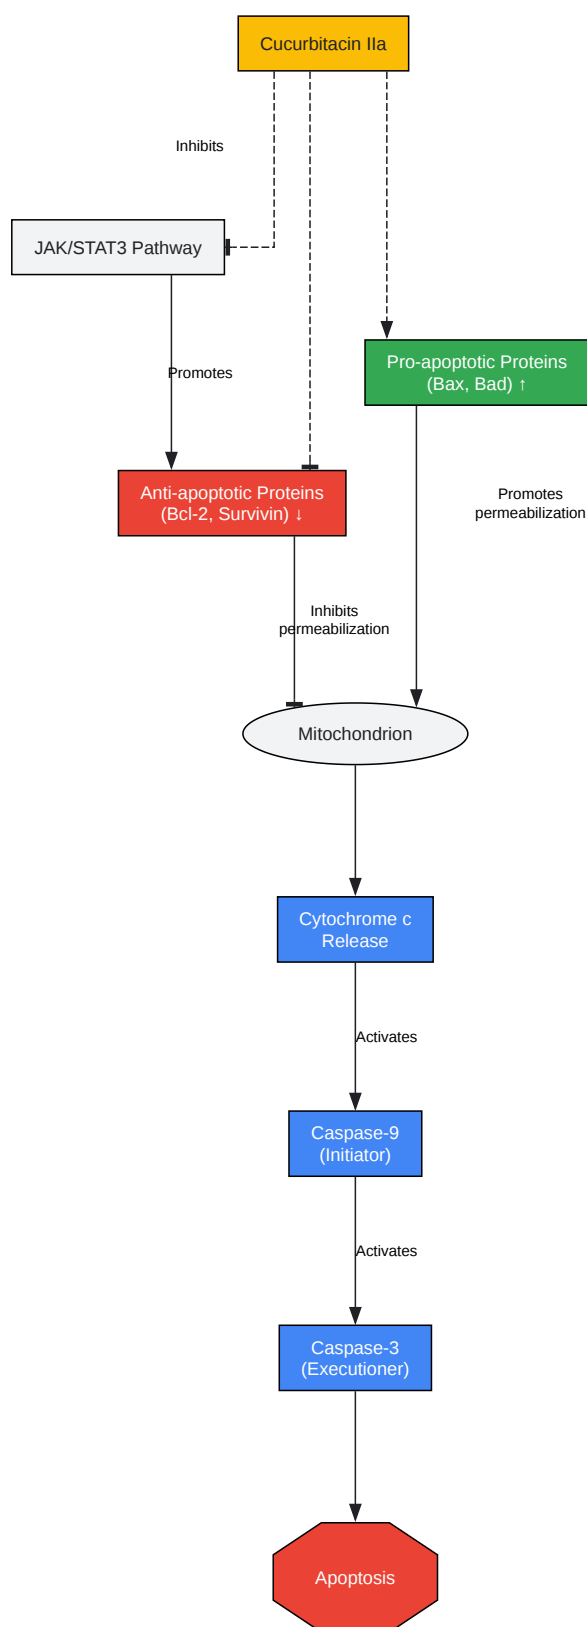 Cucurbitacin IIa
Inhibits
JAK/STAT3 Pathway
Pro-apoptotic Proteins
(Bax, Bad) ↑
Promotes
Anti-apoptotic Proteins
(Bcl-2, Survivin) ↓
Promotes
permeabilization
Inhibits
permeabilization
Mitochondrion
Cytochrome c
Release
Activates
Caspase-9
(Initiator)
Activates
Caspase-3
(Executioner)
Apoptosis